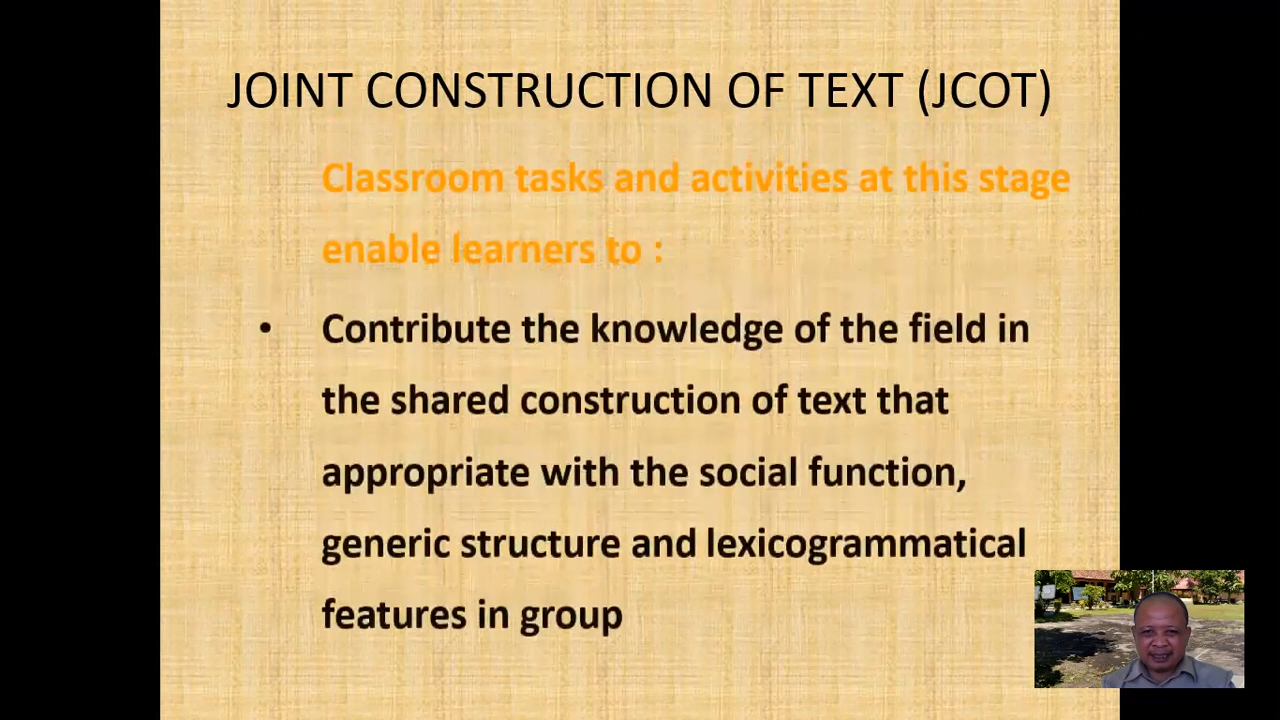 JOINT CONSTRUCTION OF TEXT (JCOT)
Classroom tasks and activities at this stage
enable learners to :
• Contribute the knowledge of the field in
the shared construction of text that
appropriate with the social function,
generic structure and lexicogrammatical
features in group